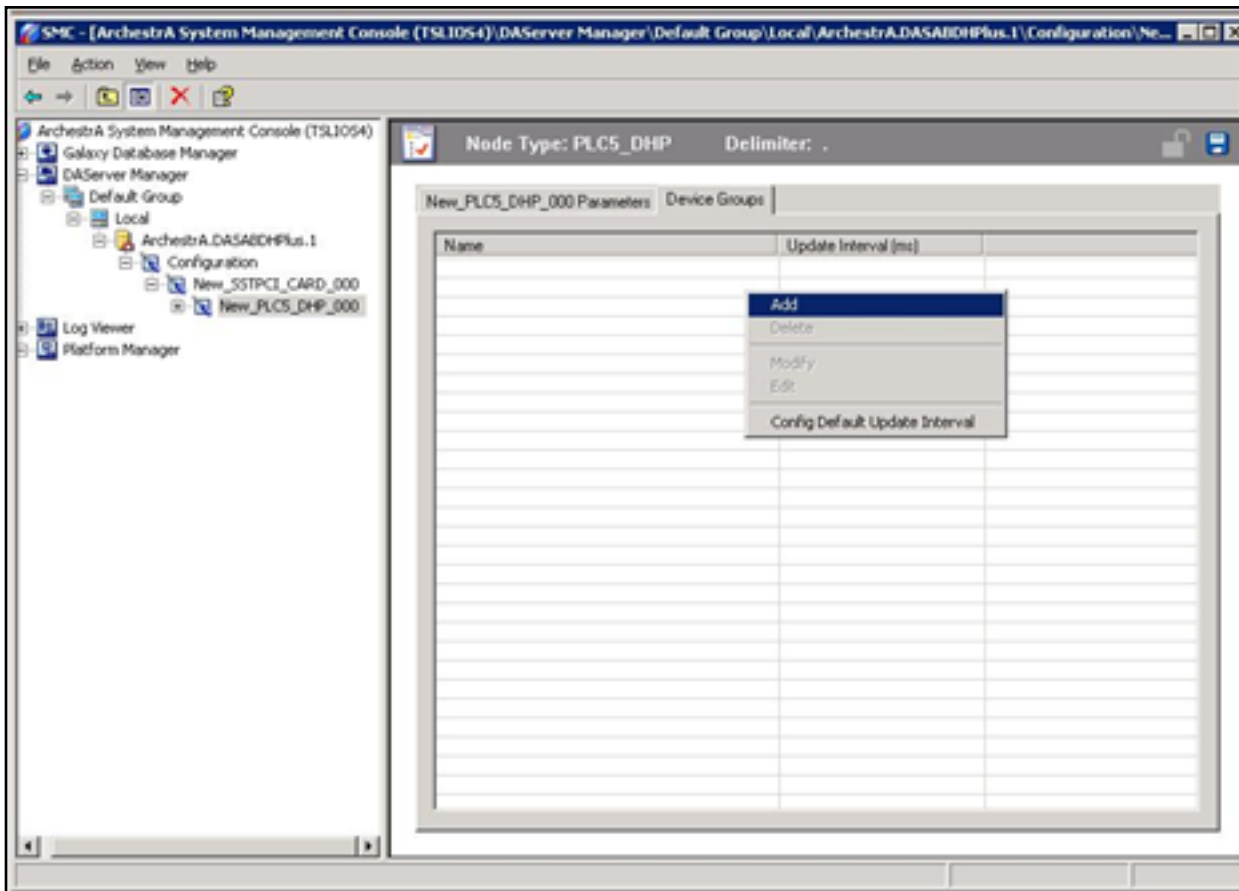 SMC - [ArchestrA System Management Console (TSLIOS4)\DAServer Manager\Default Group\Local\ArchestrA.DASABDHPlus.1\Configuration\Ne...
File Action View Help
ArchestrA System Management Console (TSLIOS4)
Galaxy Database Manager
DAServer Manager
Default Group
Local
ArchestrA.DASABDHPlus.1
Configuration
New_SSTPCI_CARD_000
New_PLC5_DHP_000
Log Viewer
Platform Manager
Node Type: PLC5_DHP Delimiter: .
New_PLC5_DHP_000 Parameters Device Groups
Name Update Interval (ms)
Add
Delete
Modify
Edit
Config Default Update Interval